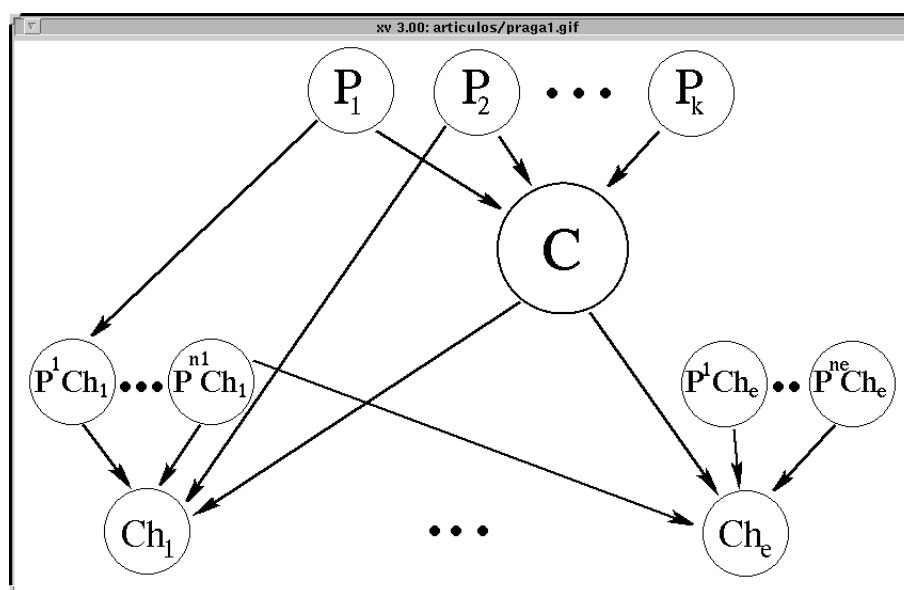 xv 3.00: articulos/praga1.gif
P₁ P₂ ••• Pₖ
C
P¹Ch₁ ••• Pⁿ¹Ch₁ P¹Chₑ •• PⁿᵉChₑ
Ch₁ ••• Chₑ